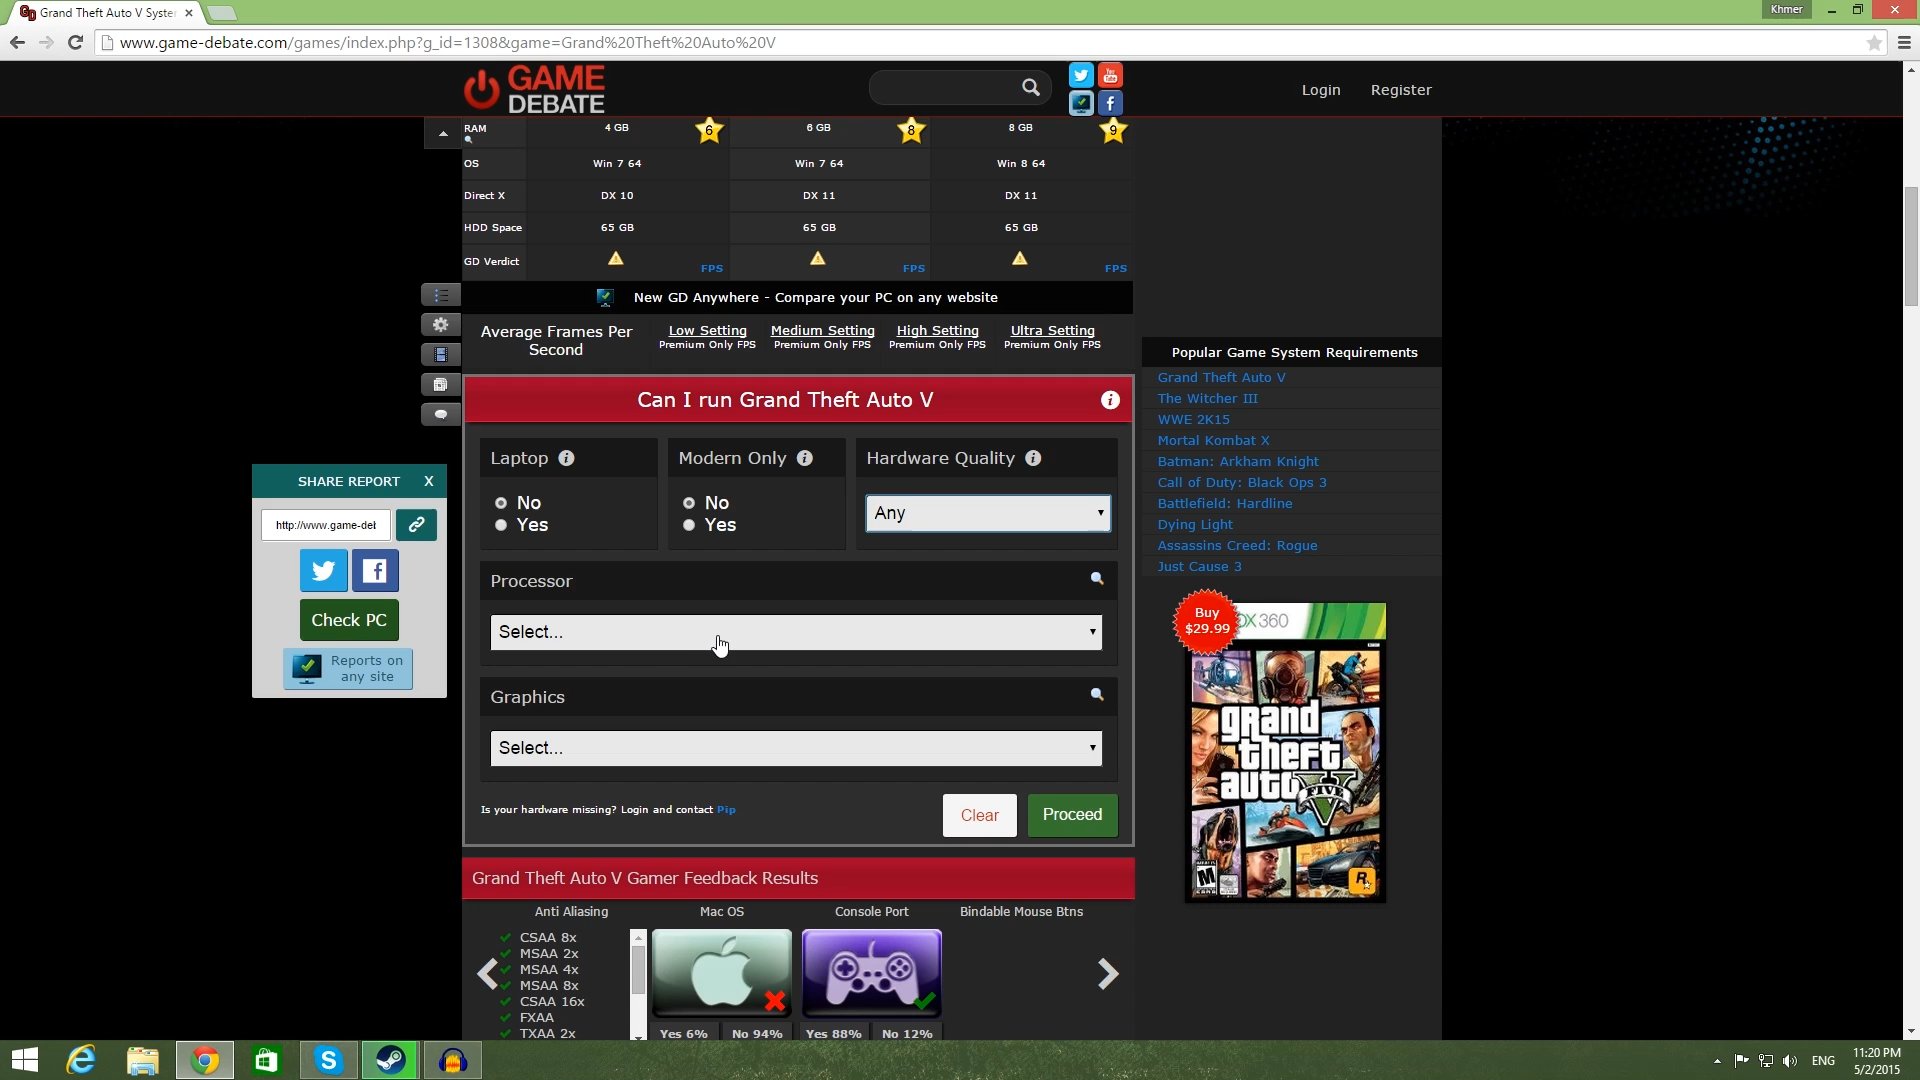 Grand Theft Auto V Syste
Khmer
www.game-debate.com/games/index.php?g_id=1308&game=Grand%20Theft%20Auto%20V
GAME
DEBATE
You
Login
Register
RAM
4 GB
6
6 GB
8
8 GB
9
OS
Win 7 64
Win 7 64
Win 8 64
Direct X
DX 10
DX 11
DX 11
HDD Space
65 GB
65 GB
65 GB
GD Verdict
FPS
FPS
FPS
New GD Anywhere - Compare your PC on any website
Average Frames Per
Second
Low Setting
Premium Only FPS
Medium Setting
Premium Only FPS
High Setting
Premium Only FPS
Ultra Setting
Premium Only FPS
Can I run Grand Theft Auto V
Laptop
No
Yes
Modern Only
No
Yes
Hardware Quality
Any
Processor
Select...
Graphics
Select...
Is your hardware missing? Login and contact Pip
Clear
Proceed
SHARE REPORT
X
http://www.game-deb
Check PC
Reports on
any site
Popular Game System Requirements
Grand Theft Auto V
The Witcher III
WWE 2K15
Mortal Kombat X
Batman: Arkham Knight
Call of Duty: Black Ops 3
Battlefield: Hardline
Dying Light
Assassins Creed: Rogue
Just Cause 3
Buy
$29.99
OX360
grand
theft
auto
FIVE
M
R
Grand Theft Auto V Gamer Feedback Results
Anti Aliasing
Mac OS
Console Port
Bindable Mouse Btns
CSAA 8x
MSAA 2x
MSAA 4x
MSAA 8x
CSAA 16x
FXAA
TXAA 2x
Yes 6%
No 94%
Yes 88%
No 12%
ENG
11:20 PM
5/2/2015